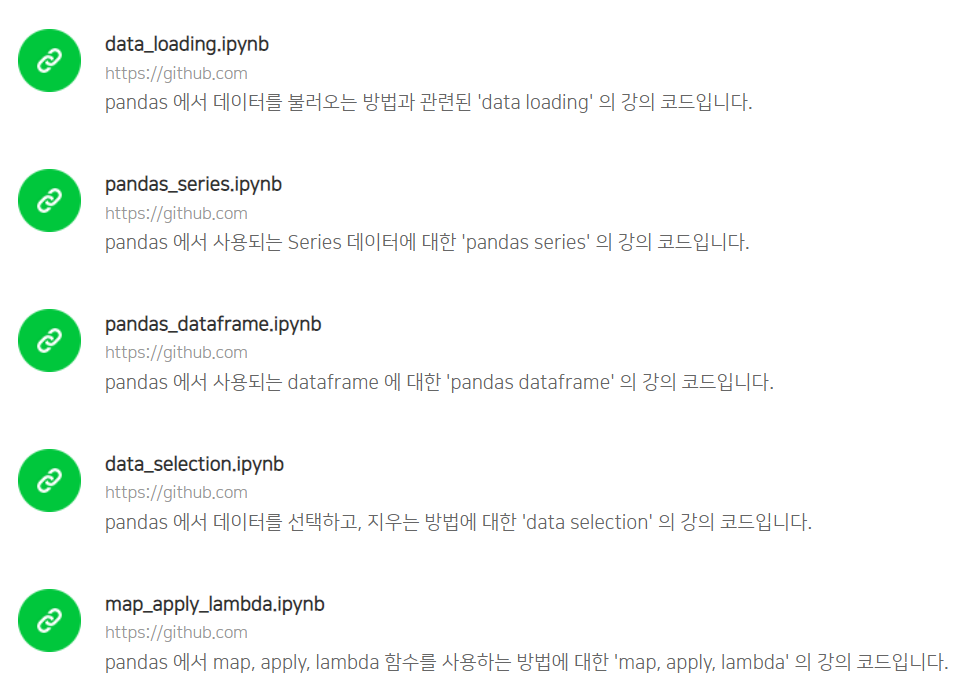 data_loading.ipynb
https://github.com
pandas 에서 데이터를 불러오는 방법과 관련된 'data loading' 의 강의 코드입니다.
pandas_series.ipynb
https://github.com
pandas 에서 사용되는 Series 데이터에 대한 'pandas series' 의 강의 코드입니다.
pandas_dataframe.ipynb
https://github.com
pandas 에서 사용되는 dataframe 에 대한 'pandas dataframe' 의 강의 코드입니다.
data_selection.ipynb
https://github.com
pandas 에서 데이터를 선택하고, 지우는 방법에 대한 'data selection' 의 강의 코드입니다.
map_apply_lambda.ipynb
https://github.com
pandas 에서 map, apply, lambda 함수를 사용하는 방법에 대한 'map, apply, lambda' 의 강의 코드입니다.